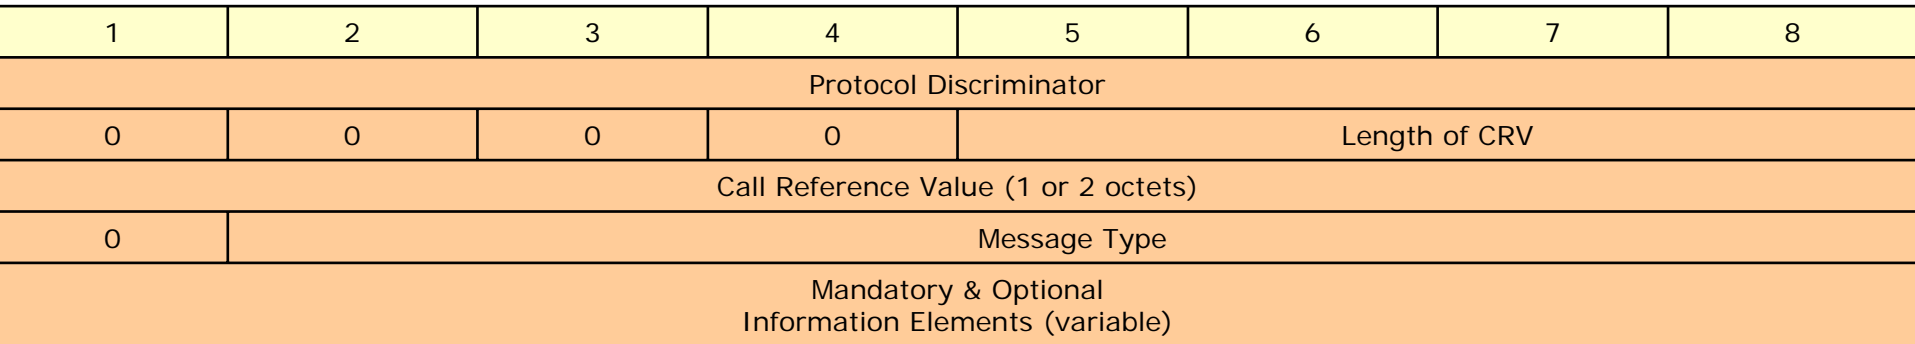 1 2 3 4 5 6 7 8
Protocol Discriminator
0 0 0 0 Length of CRV
Call Reference Value (1 or 2 octets)
0 Message Type
Mandatory & Optional
Information Elements (variable)